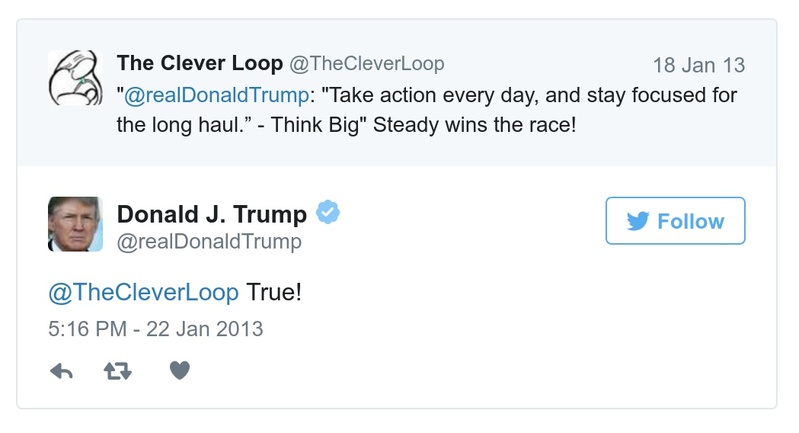 The Clever Loop @TheCleverLoop 18 Jan 13
"@realDonaldTrump: "Take action every day, and stay focused for
the long haul.” - Think Big" Steady wins the race!
Donald J. Trump
@realDonaldTrump
Follow
@TheCleverLoop True!
5:16 PM - 22 Jan 2013